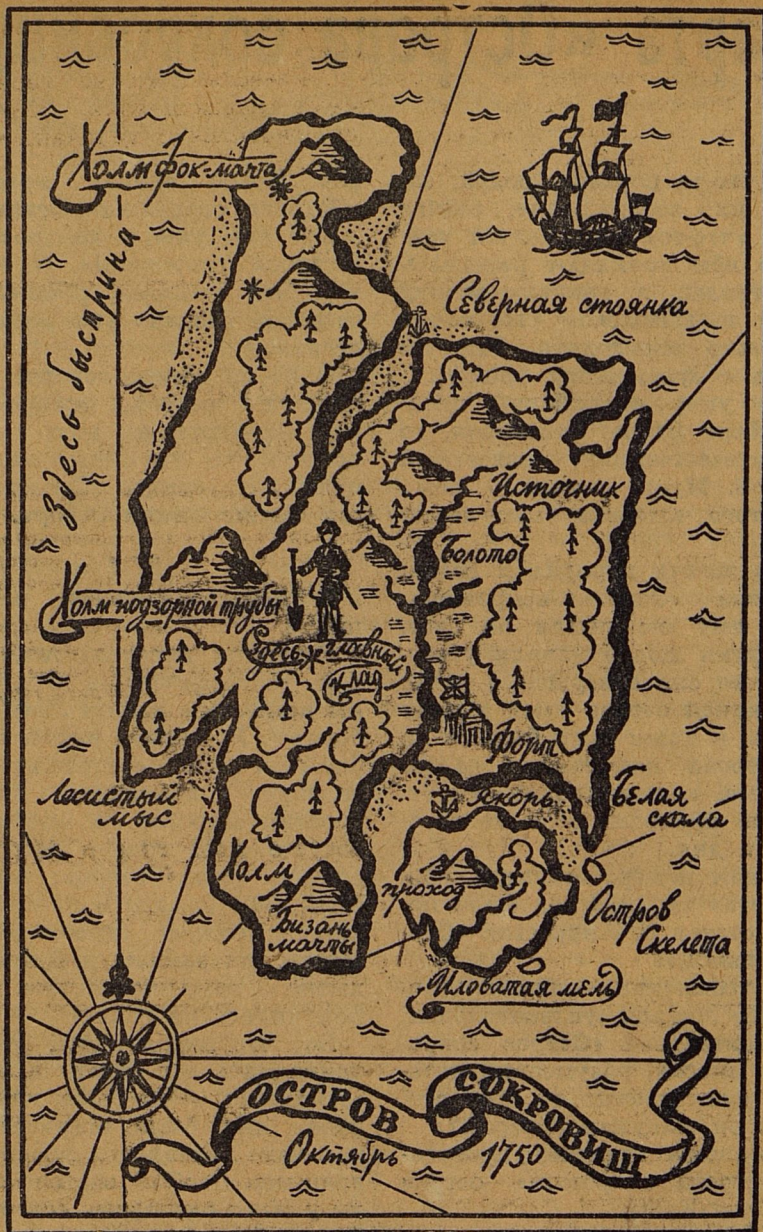 Холм фок-мачта
Здесь быстрина
Северная стоянка
Источник
Болото
Холм подзорной трубы
Здесь главный
клад
форт
Лесистый
мыс
Якорь
Белая
скала
Холм
Бизань
мачты
проход
Остров
Скелета
Иловатая мель
ОСТРОВ СОКРОВИЩ
Октябрь 1750